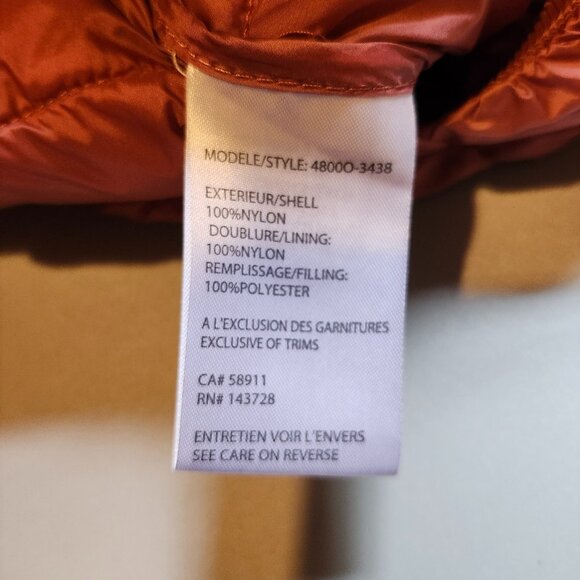 MODELE/STYLE: 4800O-3438
EXTERIEUR/SHELL
100%NYLON
DOUBLURE/LINING:
100%NYLON
REMPLISSAGE/FILLING:
100%POLYESTER
A L'EXCLUSION DES GARNITURES
EXCLUSIVE OF TRIMS
CA# 58911
RN# 143728
ENTRETIEN VOIR L'ENVERS
SEE CARE ON REVERSE